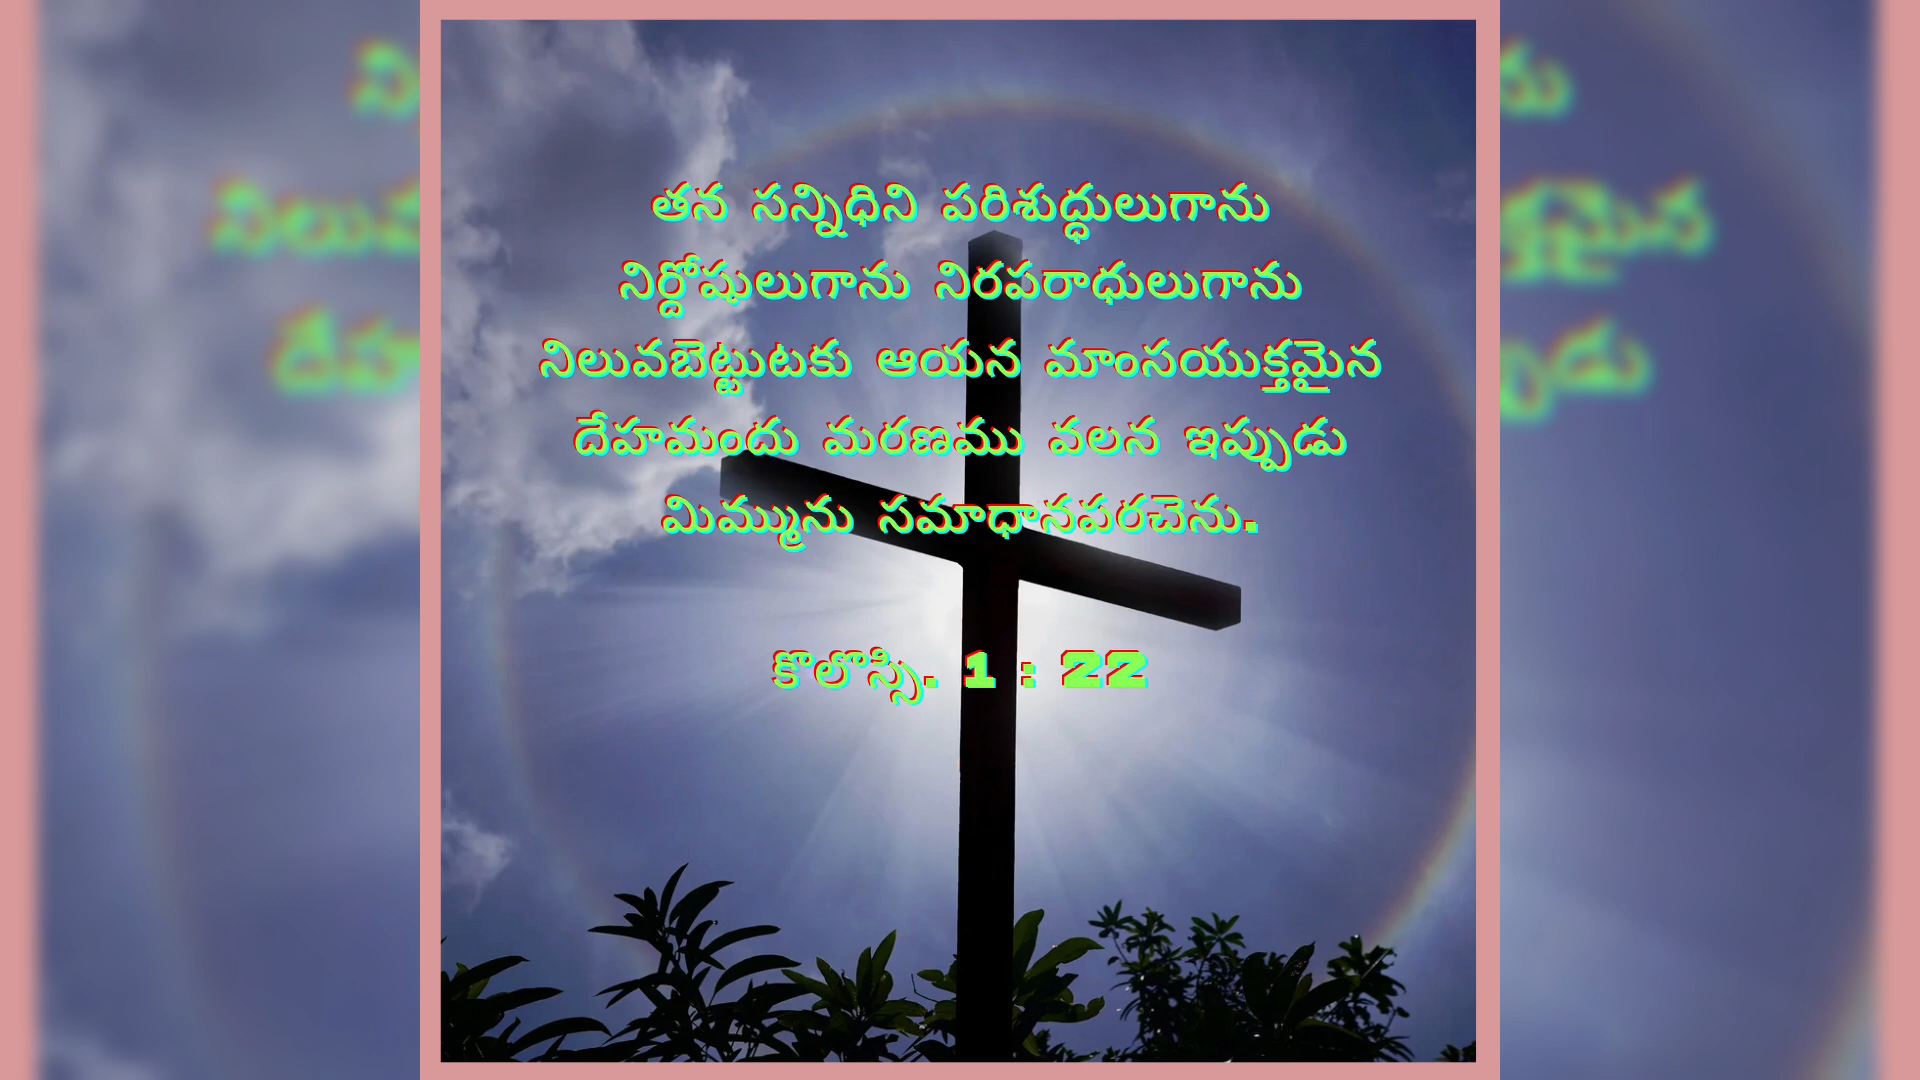 తన సన్నిధిని పరిశుద్ధులుగాను
నిర్దోషులుగాను నిరపరాధులుగాను
నిలువబెట్టుటకు ఆయన మాంసయుక్తమైన
దేహమందు మరణము వలన ఇప్పుడు
మిమ్మును సమాధానపరచెను.
కొలొస్సి. 1 : 22